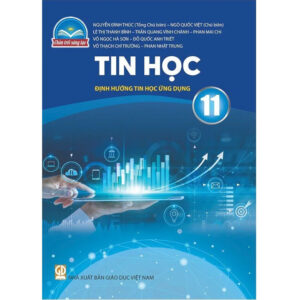 NGUYỄN ĐÌNH THÚC (Tổng Chủ biên) – NGÔ QUỐC VIỆT (Chủ biên)
LÊ THỊ THANH BÌNH – TRẦN QUANG VĨNH CHÁNH – PHAN MAI CHI
VÕ NGỌC HÀ SƠN – ĐỖ QUỐC ANH TRIẾT
VÕ THẠCH CHÍ TRƯỜNG – PHAN NHẬT TRUNG
Chân trời sáng tạo
TIN HỌC
ĐỊNH HƯỚNG TIN HỌC ỨNG DỤNG
11
NHÀ XUẤT BẢN GIÁO DỤC VIỆT NAM